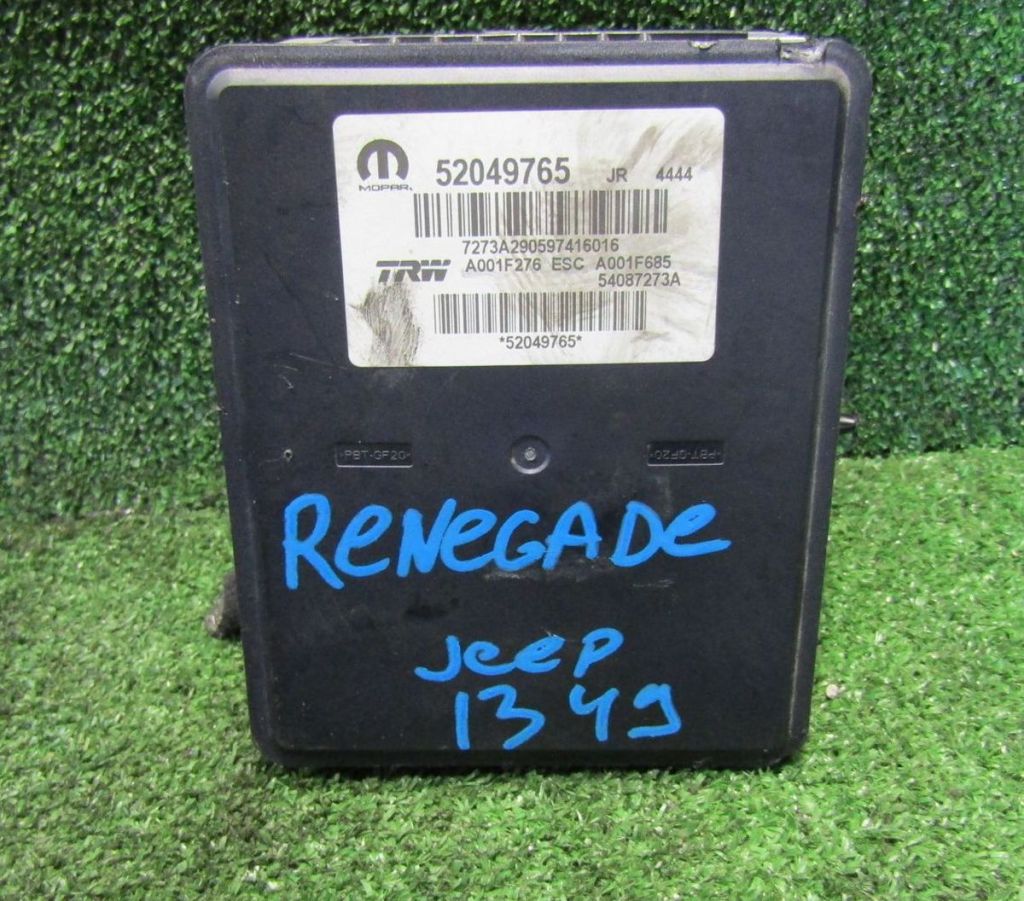 MOPAR 52049765 JR 4444
7273A290597416016
TRW A001F276 ESC A001F685
54087273A
*52049765*
>PBT-GF20< >PBT-GF20<
RENEGADE
Jeep
1349